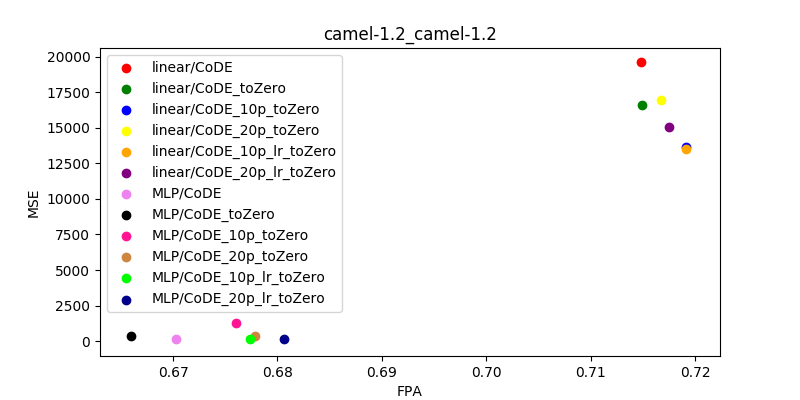 camel-1.2_camel-1.2
20000
17500
15000
12500
10000
7500
5000
2500
0
MSE
linear/CoDE
linear/CoDE_toZero
linear/CoDE_10p_toZero
linear/CoDE_20p_toZero
linear/CoDE_10p_lr_toZero
linear/CoDE_20p_lr_toZero
MLP/CoDE
MLP/CoDE_toZero
MLP/CoDE_10p_toZero
MLP/CoDE_20p_toZero
MLP/CoDE_10p_lr_toZero
MLP/CoDE_20p_lr_toZero
0.67 0.68 0.69 0.70 0.71 0.72
FPA